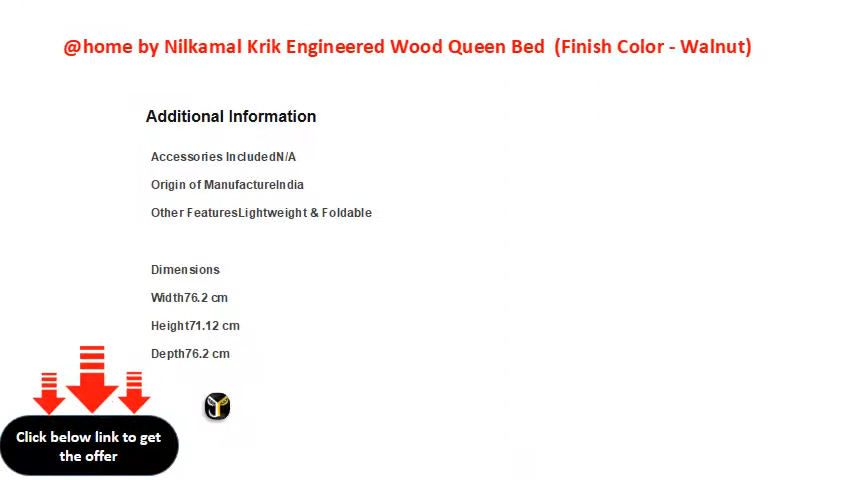 @home by Nilkamal Krik Engineered Wood Queen Bed (Finish Color - Walnut)
Additional Information
Accessories IncludedN/A
Origin of ManufactureIndia
Other FeaturesLightweight & Foldable
Dimensions
Width76.2 cm
Height71.12 cm
Depth76.2 cm
Click below link to get
the offer